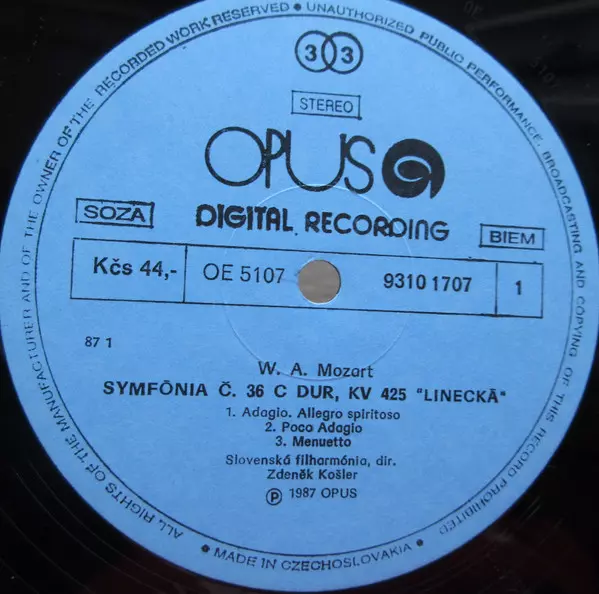 ALL RIGHTS OF THE MANUFACTURER AND OF THE OWNER OF THE RECORDED WORK RESERVED • UNAUTHORIZED PUBLIC PERFORMANCE, BROADCASTING AND COPYING OF THIS RECORD PROHIBITED
33
STEREO
OPUS
DIGITAL RECORDING
SOZA
BIEM
Kčs 44,-
OE 5107
9310 1707
1
87 1
W. A. Mozart
SYMFÓNIA Č. 36 C DUR, KV 425 "LINECKÁ"
1. Adagio. Allegro spiritoso
2. Poco Adagio
3. Menuetto
Slovenská filharmónia, dir.
Zdeněk Košler
Ⓟ 1987 OPUS
• MADE IN CZECHOSLOVAKIA •